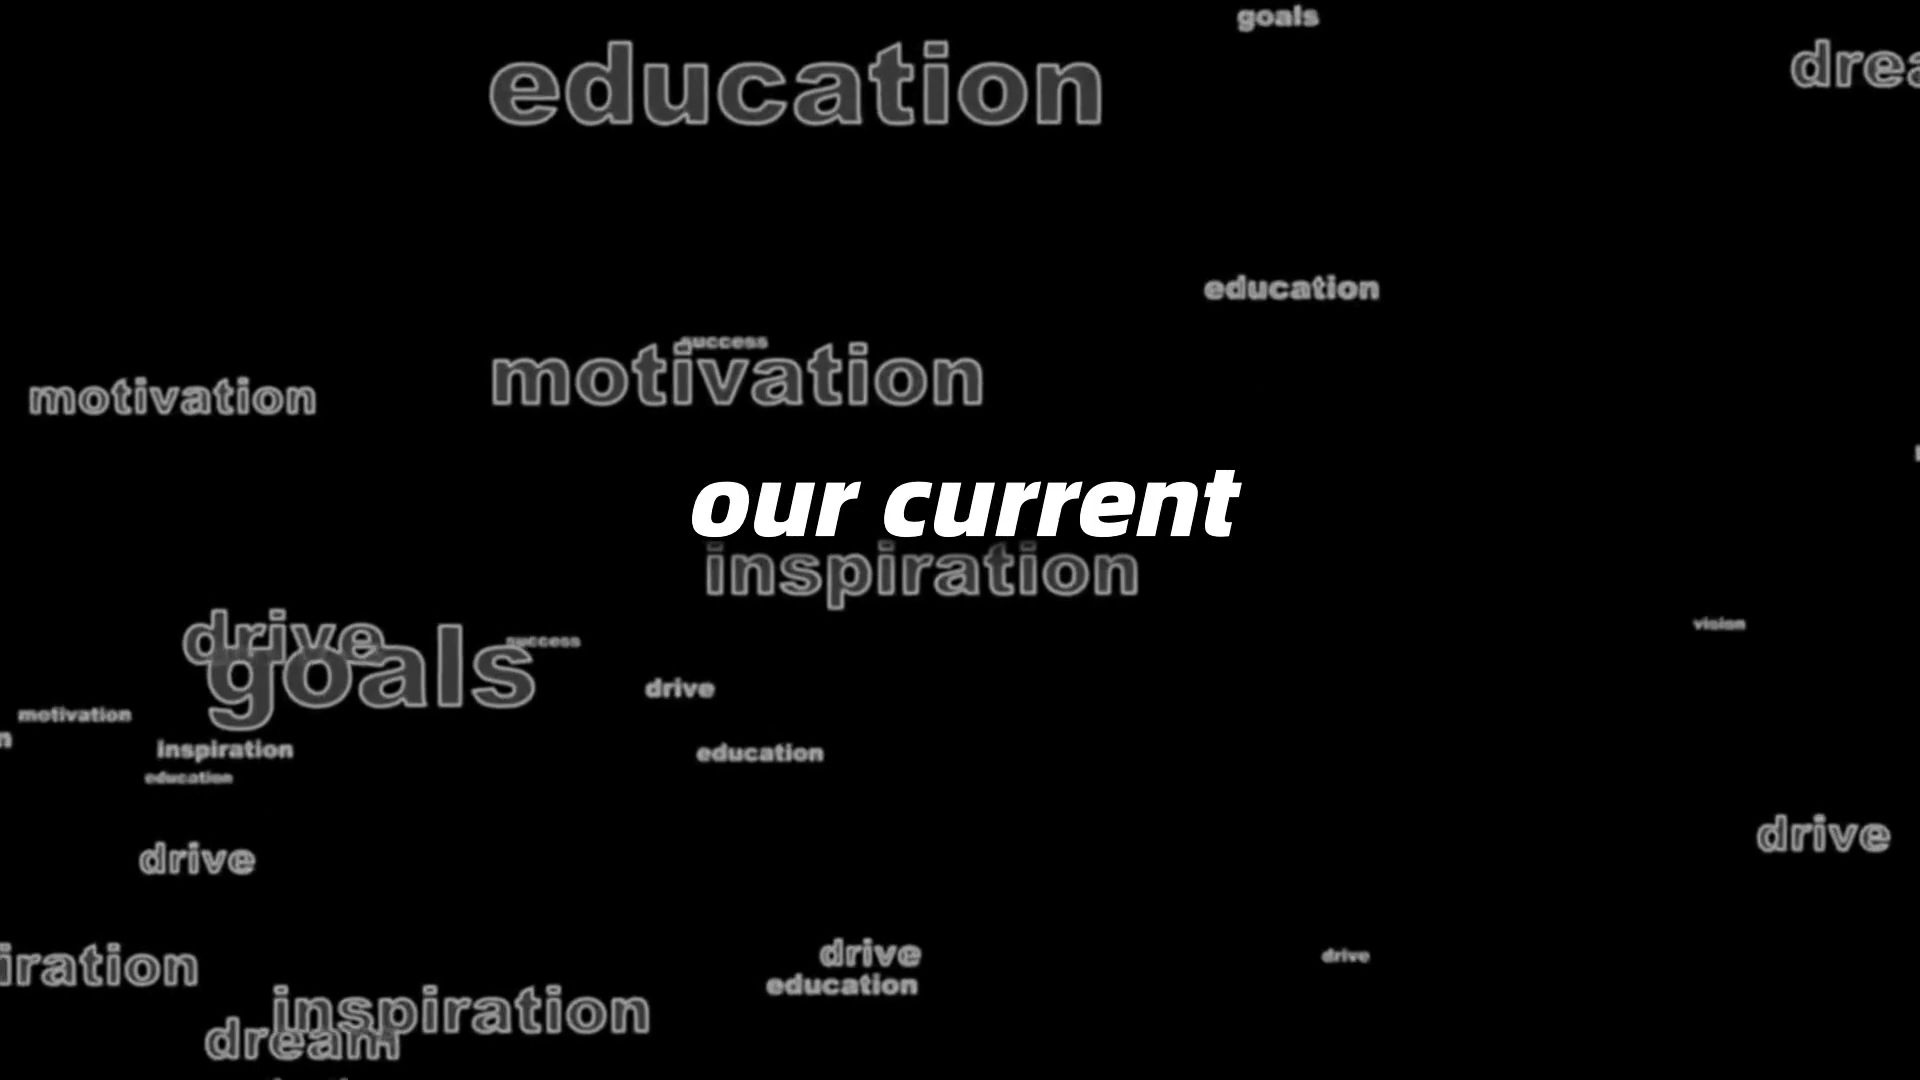 goals
education
drea
education
success
motivation
motivation
our current
inspiration
drive
vision
goals
success
drive
motivation
n
inspiration
education
education
drive
drive
drive
drive
iration
education
inspiration
dream